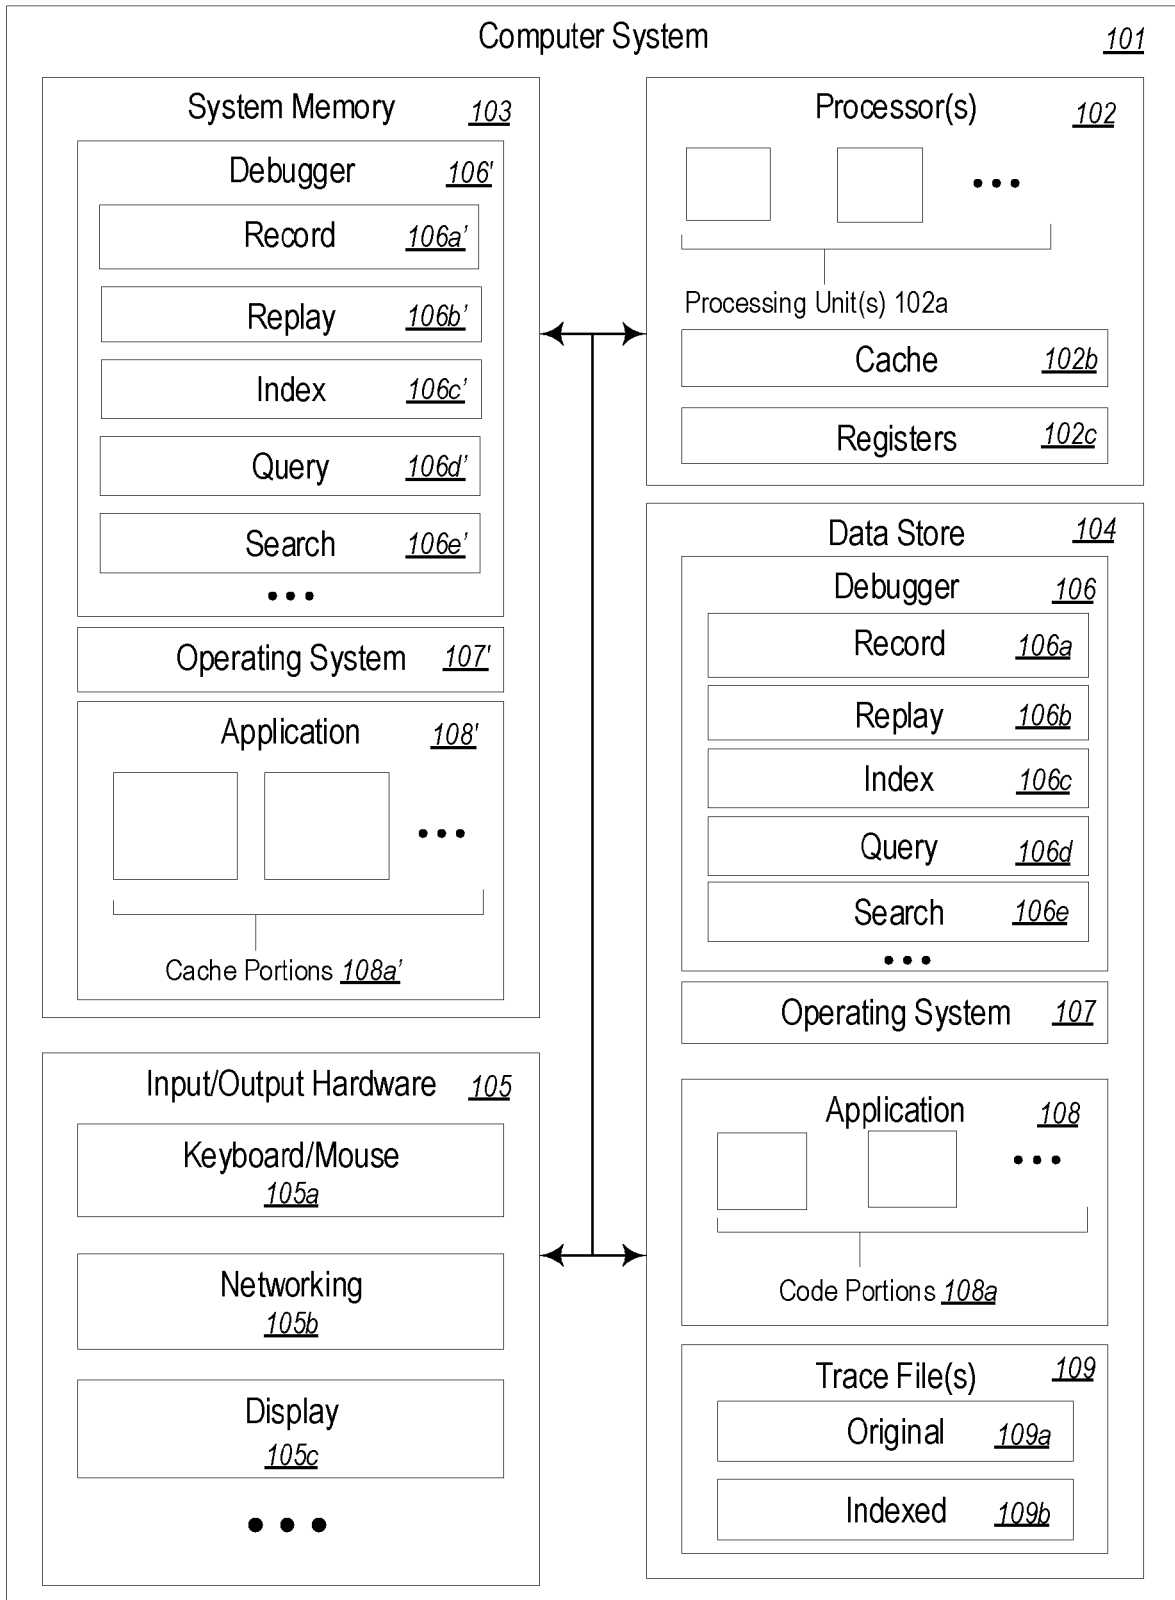 Computer System 101
System Memory 103
Debugger 106'
Record 106a’
Replay 106b’
Index 106c’
Query 106d’
Search 106e’
Operating System 107'
Application 108'
Cache Portions 108a’
Input/Output Hardware 105
Keyboard/Mouse
105a
Networking
105b
Display
105c
Processor(s) 102
Processing Unit(s) 102a
Cache 102b
Registers 102c
Data Store 104
Debugger 106
Record 106a
Replay 106b
Index 106c
Query 106d
Search 106e
Operating System 107
Application 108
Code Portions 108a
Trace File(s) 109
Original 109a
Indexed 109b